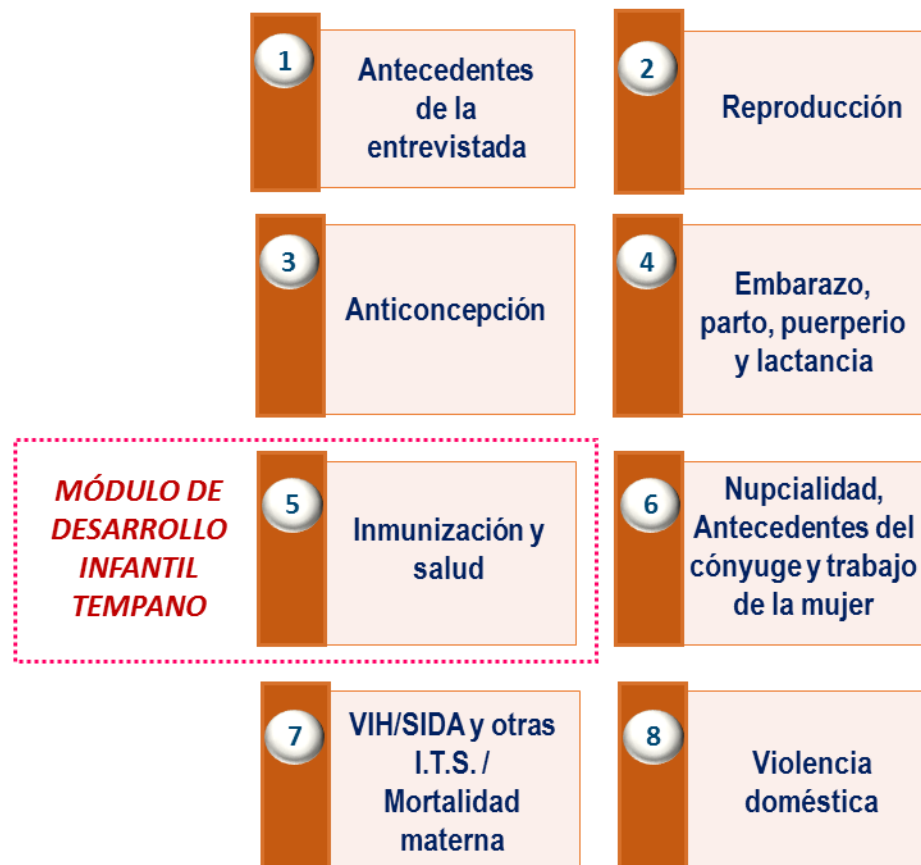 1
Antecedentes
de la
entrevistada
2
Reproducción
3
Anticoncepción
4
Embarazo,
parto, puerperio
y lactancia
MÓDULO DE
DESARROLLO
INFANTIL
TEMPANO
5
Inmunización y
salud
6
Nupcialidad,
Antecedentes del
cónyuge y trabajo
de la mujer
7
VIH/SIDA y otras
I.T.S. /
Mortalidad
materna
8
Violencia
doméstica